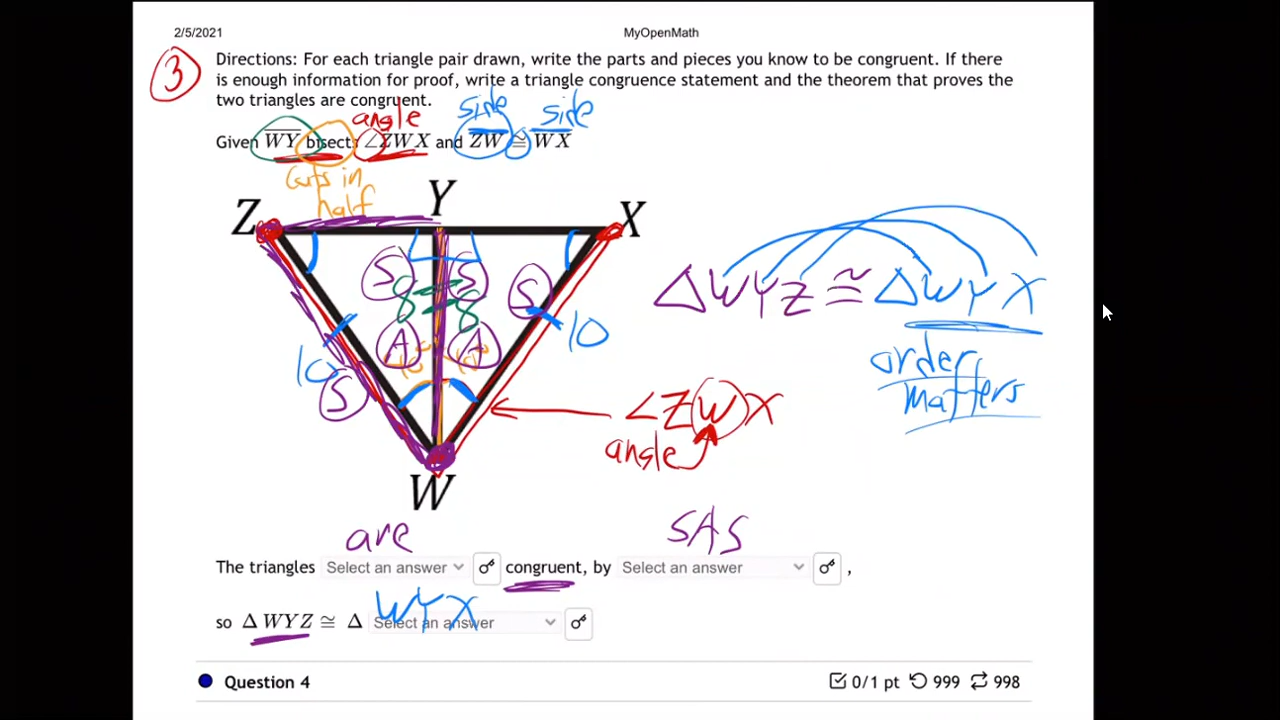 2/5/2021
MyOpenMath
3
Directions: For each triangle pair drawn, write the parts and pieces you know to be congruent. If there
is enough information for proof, write a triangle congruence statement and the theorem that proves the
two triangles are congruent.
angle side side
Given WY bisects ∠ZWX and ZW ≅ WX
Cuts in
half
Z Y X
S S S
8 8
A A
10 10
S
W
ΔWYZ ≅ ΔWYX
order
matters
∠ZWX
angle
are SAS
The triangles Select an answer congruent, by Select an answer ,
WYX
so Δ WYZ ≅ Δ Select an answer
Question 4
0/1 pt 999 998